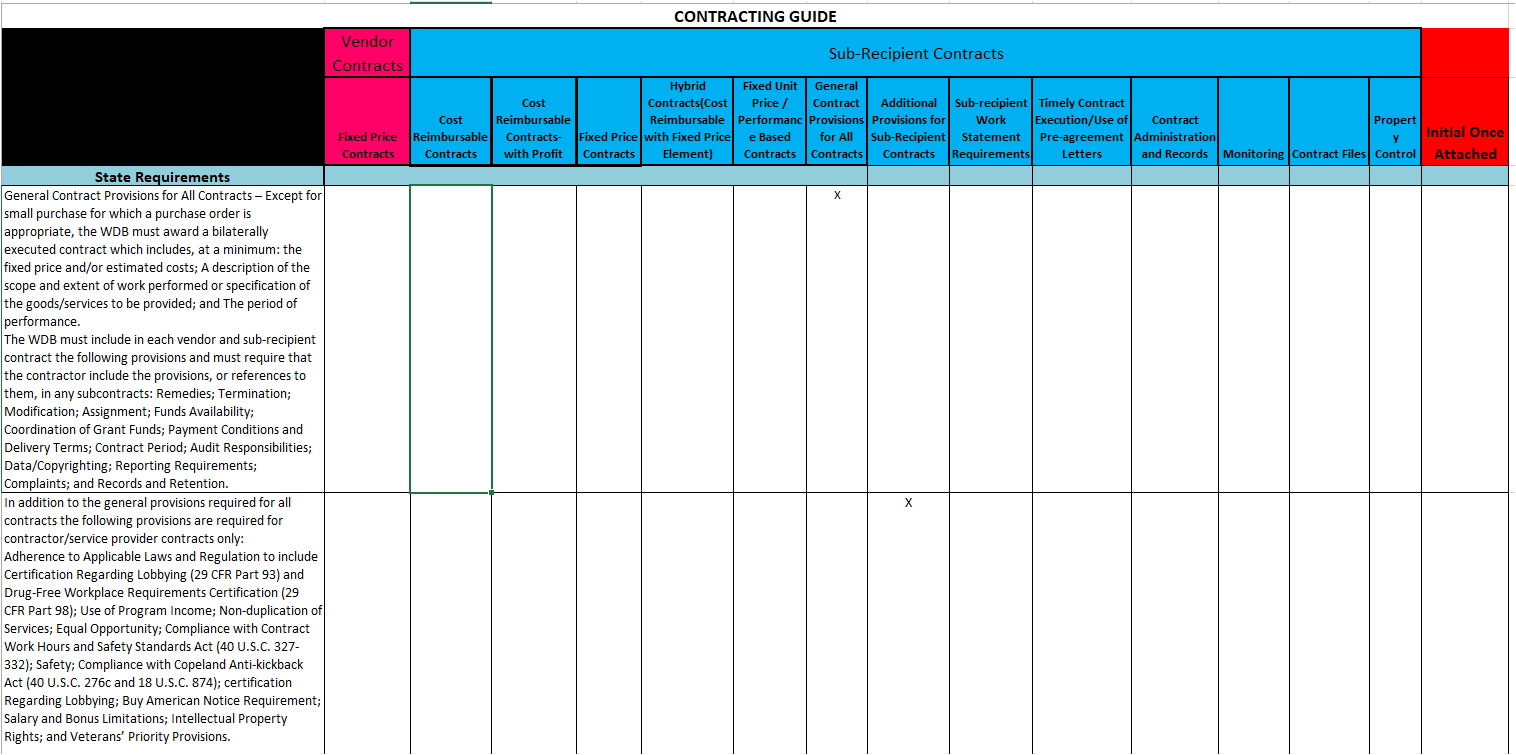 CONTRACTING GUIDE
Vendor
Contracts
Sub-Recipient Contracts
Fixed Price
Contracts
Cost
Reimbursable
Contracts
Cost
Reimbursable
Contracts-
with Profit
Fixed Price
Contracts
Hybrid
Contracts(Cost
Reimbursable
with Fixed Price
Element)
Fixed Unit
Price /
Performanc
e Based
Contracts
General
Contract
Provisions
for All
Contracts
Additional
Provisions for
Sub-Recipient
Contracts
Sub-recipient
Work
Statement
Requirements
Timely Contract
Execution/Use of
Pre-agreement
Letters
Contract
Administration
and Records
Monitoring
Contract Files
Propert
y
Control
Initial Once
Attached
State Requirements
General Contract Provisions for All Contracts – Except for
small purchase for which a purchase order is
appropriate, the WDB must award a bilaterally
executed contract which includes, at a minimum: the
fixed price and/or estimated costs; A description of the
scope and extent of work performed or specification of
the goods/services to be provided; and The period of
performance.
The WDB must include in each vendor and sub-recipient
contract the following provisions and must require that
the contractor include the provisions, or references to
them, in any subcontracts: Remedies; Termination;
Modification; Assignment; Funds Availability;
Coordination of Grant Funds; Payment Conditions and
Delivery Terms; Contract Period; Audit Responsibilities;
Data/Copyrighting; Reporting Requirements;
Complaints; and Records and Retention.
X
In addition to the general provisions required for all
contracts the following provisions are required for
contractor/service provider contracts only:
Adherence to Applicable Laws and Regulation to include
Certification Regarding Lobbying (29 CFR Part 93) and
Drug-Free Workplace Requirements Certification (29
CFR Part 98); Use of Program Income; Non-duplication of
Services; Equal Opportunity; Compliance with Contract
Work Hours and Safety Standards Act (40 U.S.C. 327-
332); Safety; Compliance with Copeland Anti-kickback
Act (40 U.S.C. 276c and 18 U.S.C. 874); certification
Regarding Lobbying; Buy American Notice Requirement;
Salary and Bonus Limitations; Intellectual Property
Rights; and Veterans’ Priority Provisions.
X